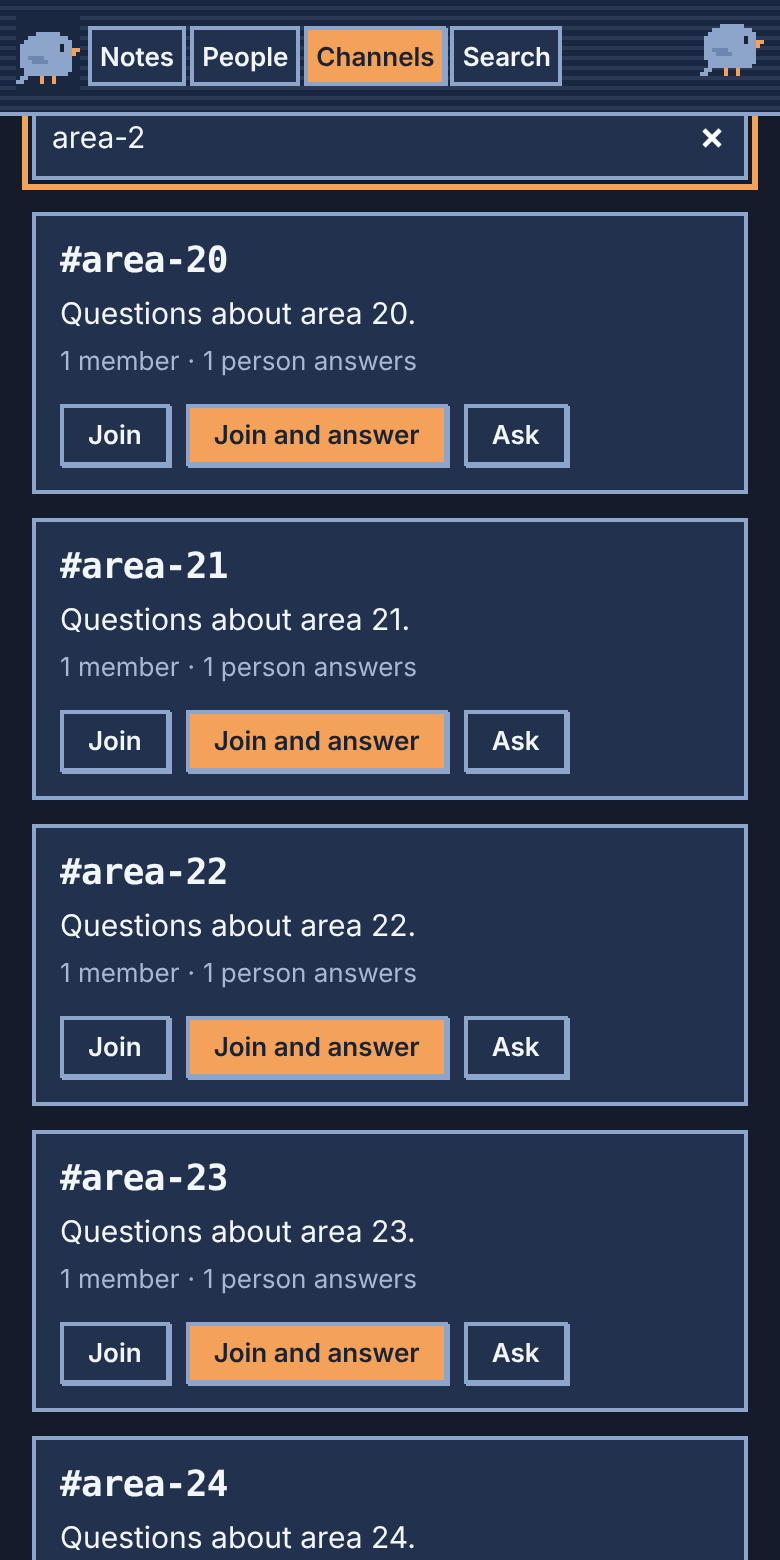 Notes People Channels Search
area-2 ×
#area-20
Questions about area 20.
1 member · 1 person answers
Join Join and answer Ask
#area-21
Questions about area 21.
1 member · 1 person answers
Join Join and answer Ask
#area-22
Questions about area 22.
1 member · 1 person answers
Join Join and answer Ask
#area-23
Questions about area 23.
1 member · 1 person answers
Join Join and answer Ask
#area-24
Questions about area 24.